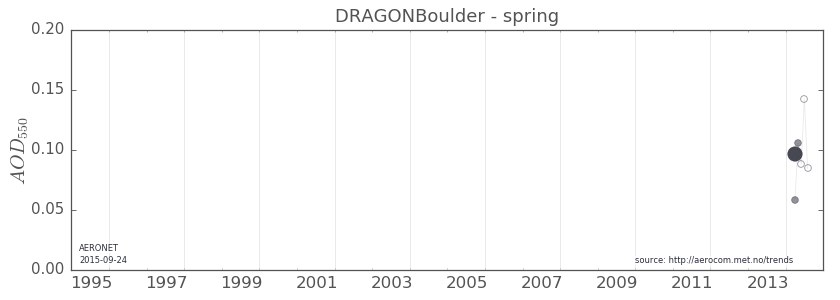 DRAGONBoulder - spring
0.20
0.15
0.10
0.05
0.00
AOD550
AERONET
2015-09-24
source: http://aerocom.met.no/trends
1995 1997 1999 2001 2003 2005 2007 2009 2011 2013